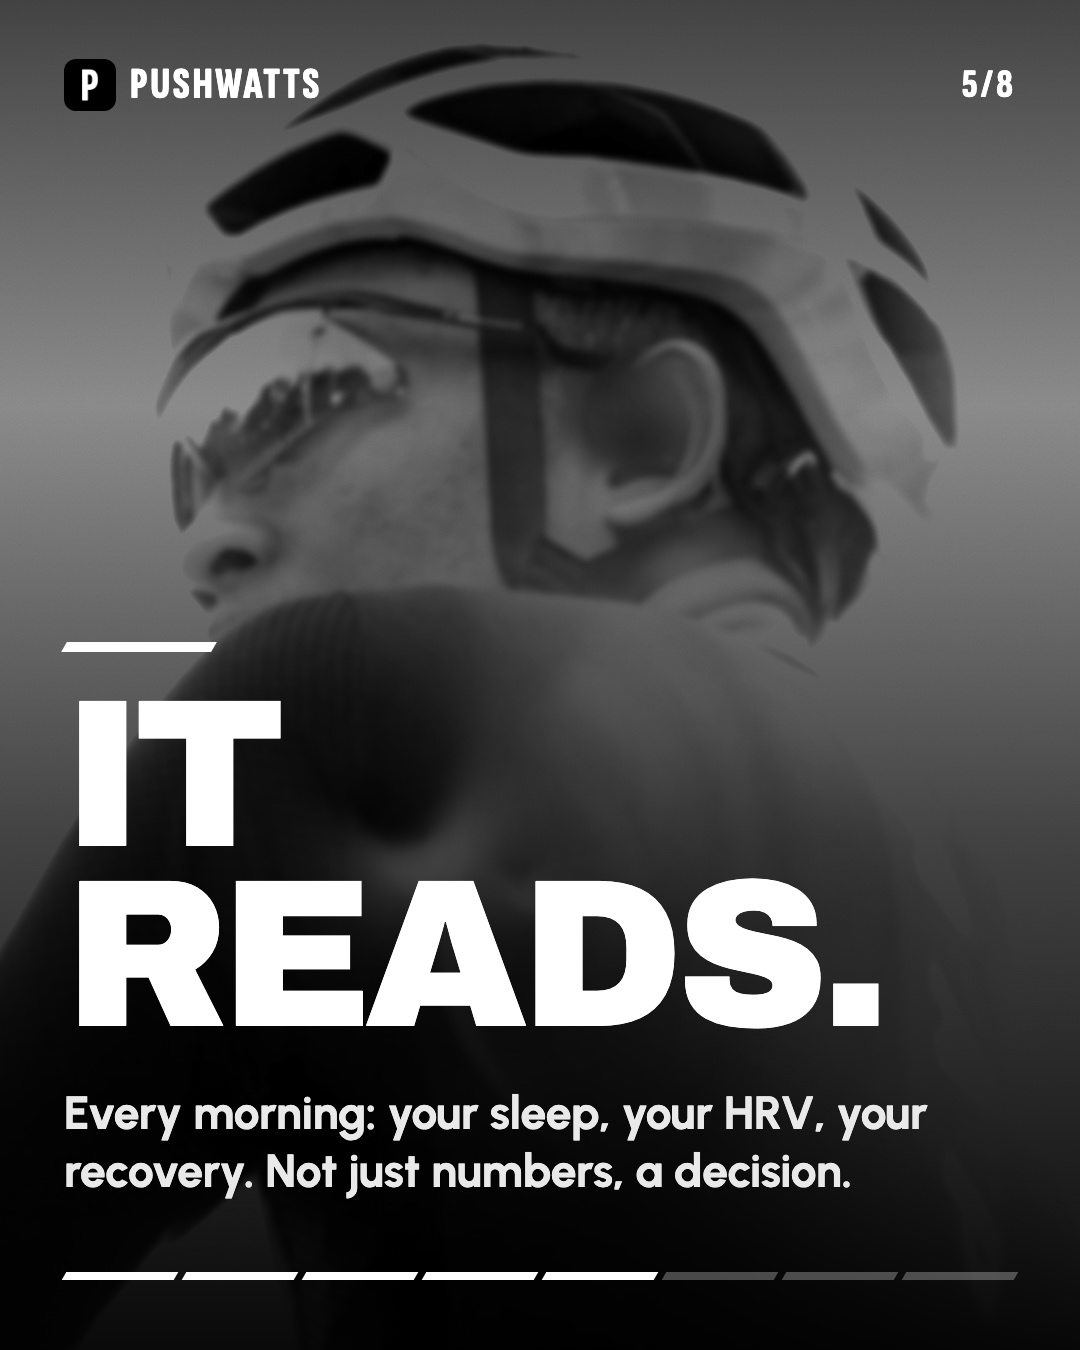 P PUSHWATTS
5/8
IT
READS.
Every morning: your sleep, your HRV, your
recovery. Not just numbers, a decision.